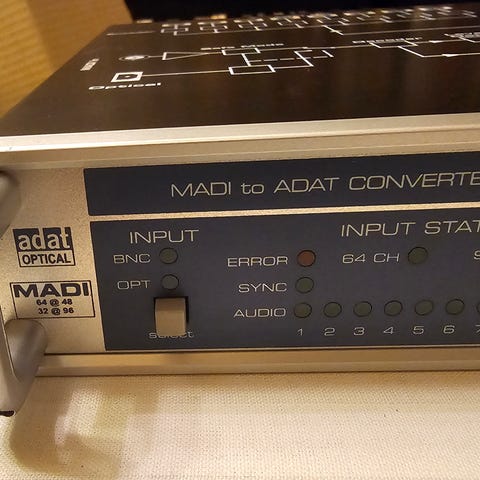 Optical
MADI to ADAT CONVERTE
adat
OPTICAL
INPUT
INPUT STAT
BNC
ERROR
64 CH
S
OPT
SYNC
MADI
64 @ 48
32 @ 96
AUDIO
1 2 3 4 5 6 7
select